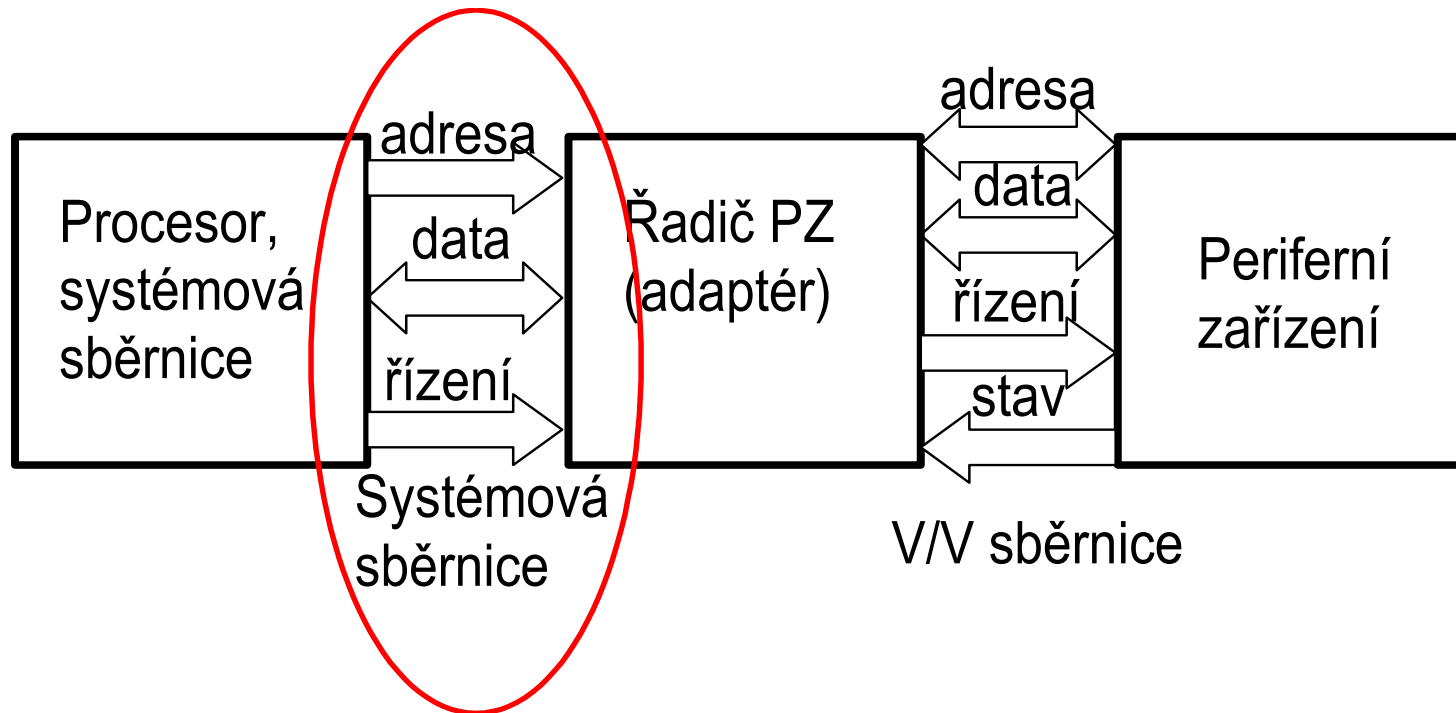 Procesor,
systémová
sběrnice
adresa
data
řízení
Systémová
sběrnice
Řadič PZ
(adaptér)
adresa
data
řízení
stav
V/V sběrnice
Periferní
zařízení